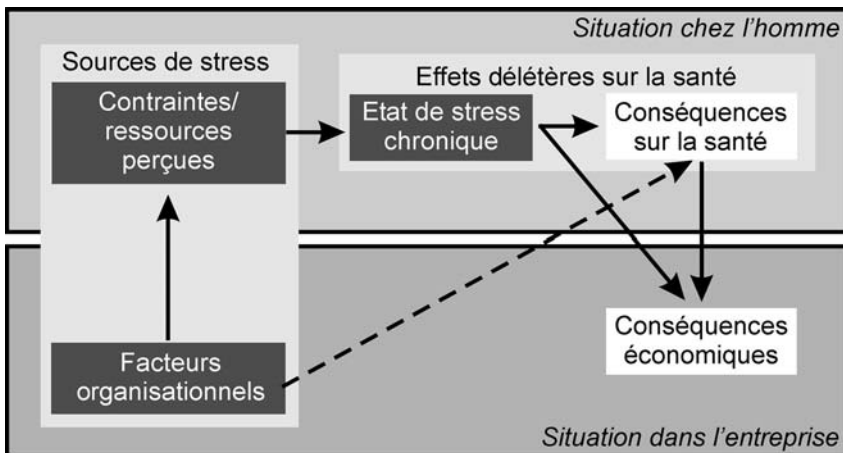 Situation chez l'homme
Sources de stress
Contraintes/
ressources
perçues
Effets délétères sur la santé
Etat de stress
chronique
Conséquences
sur la santé
Facteurs
organisationnels
Conséquences
économiques
Situation dans l'entreprise